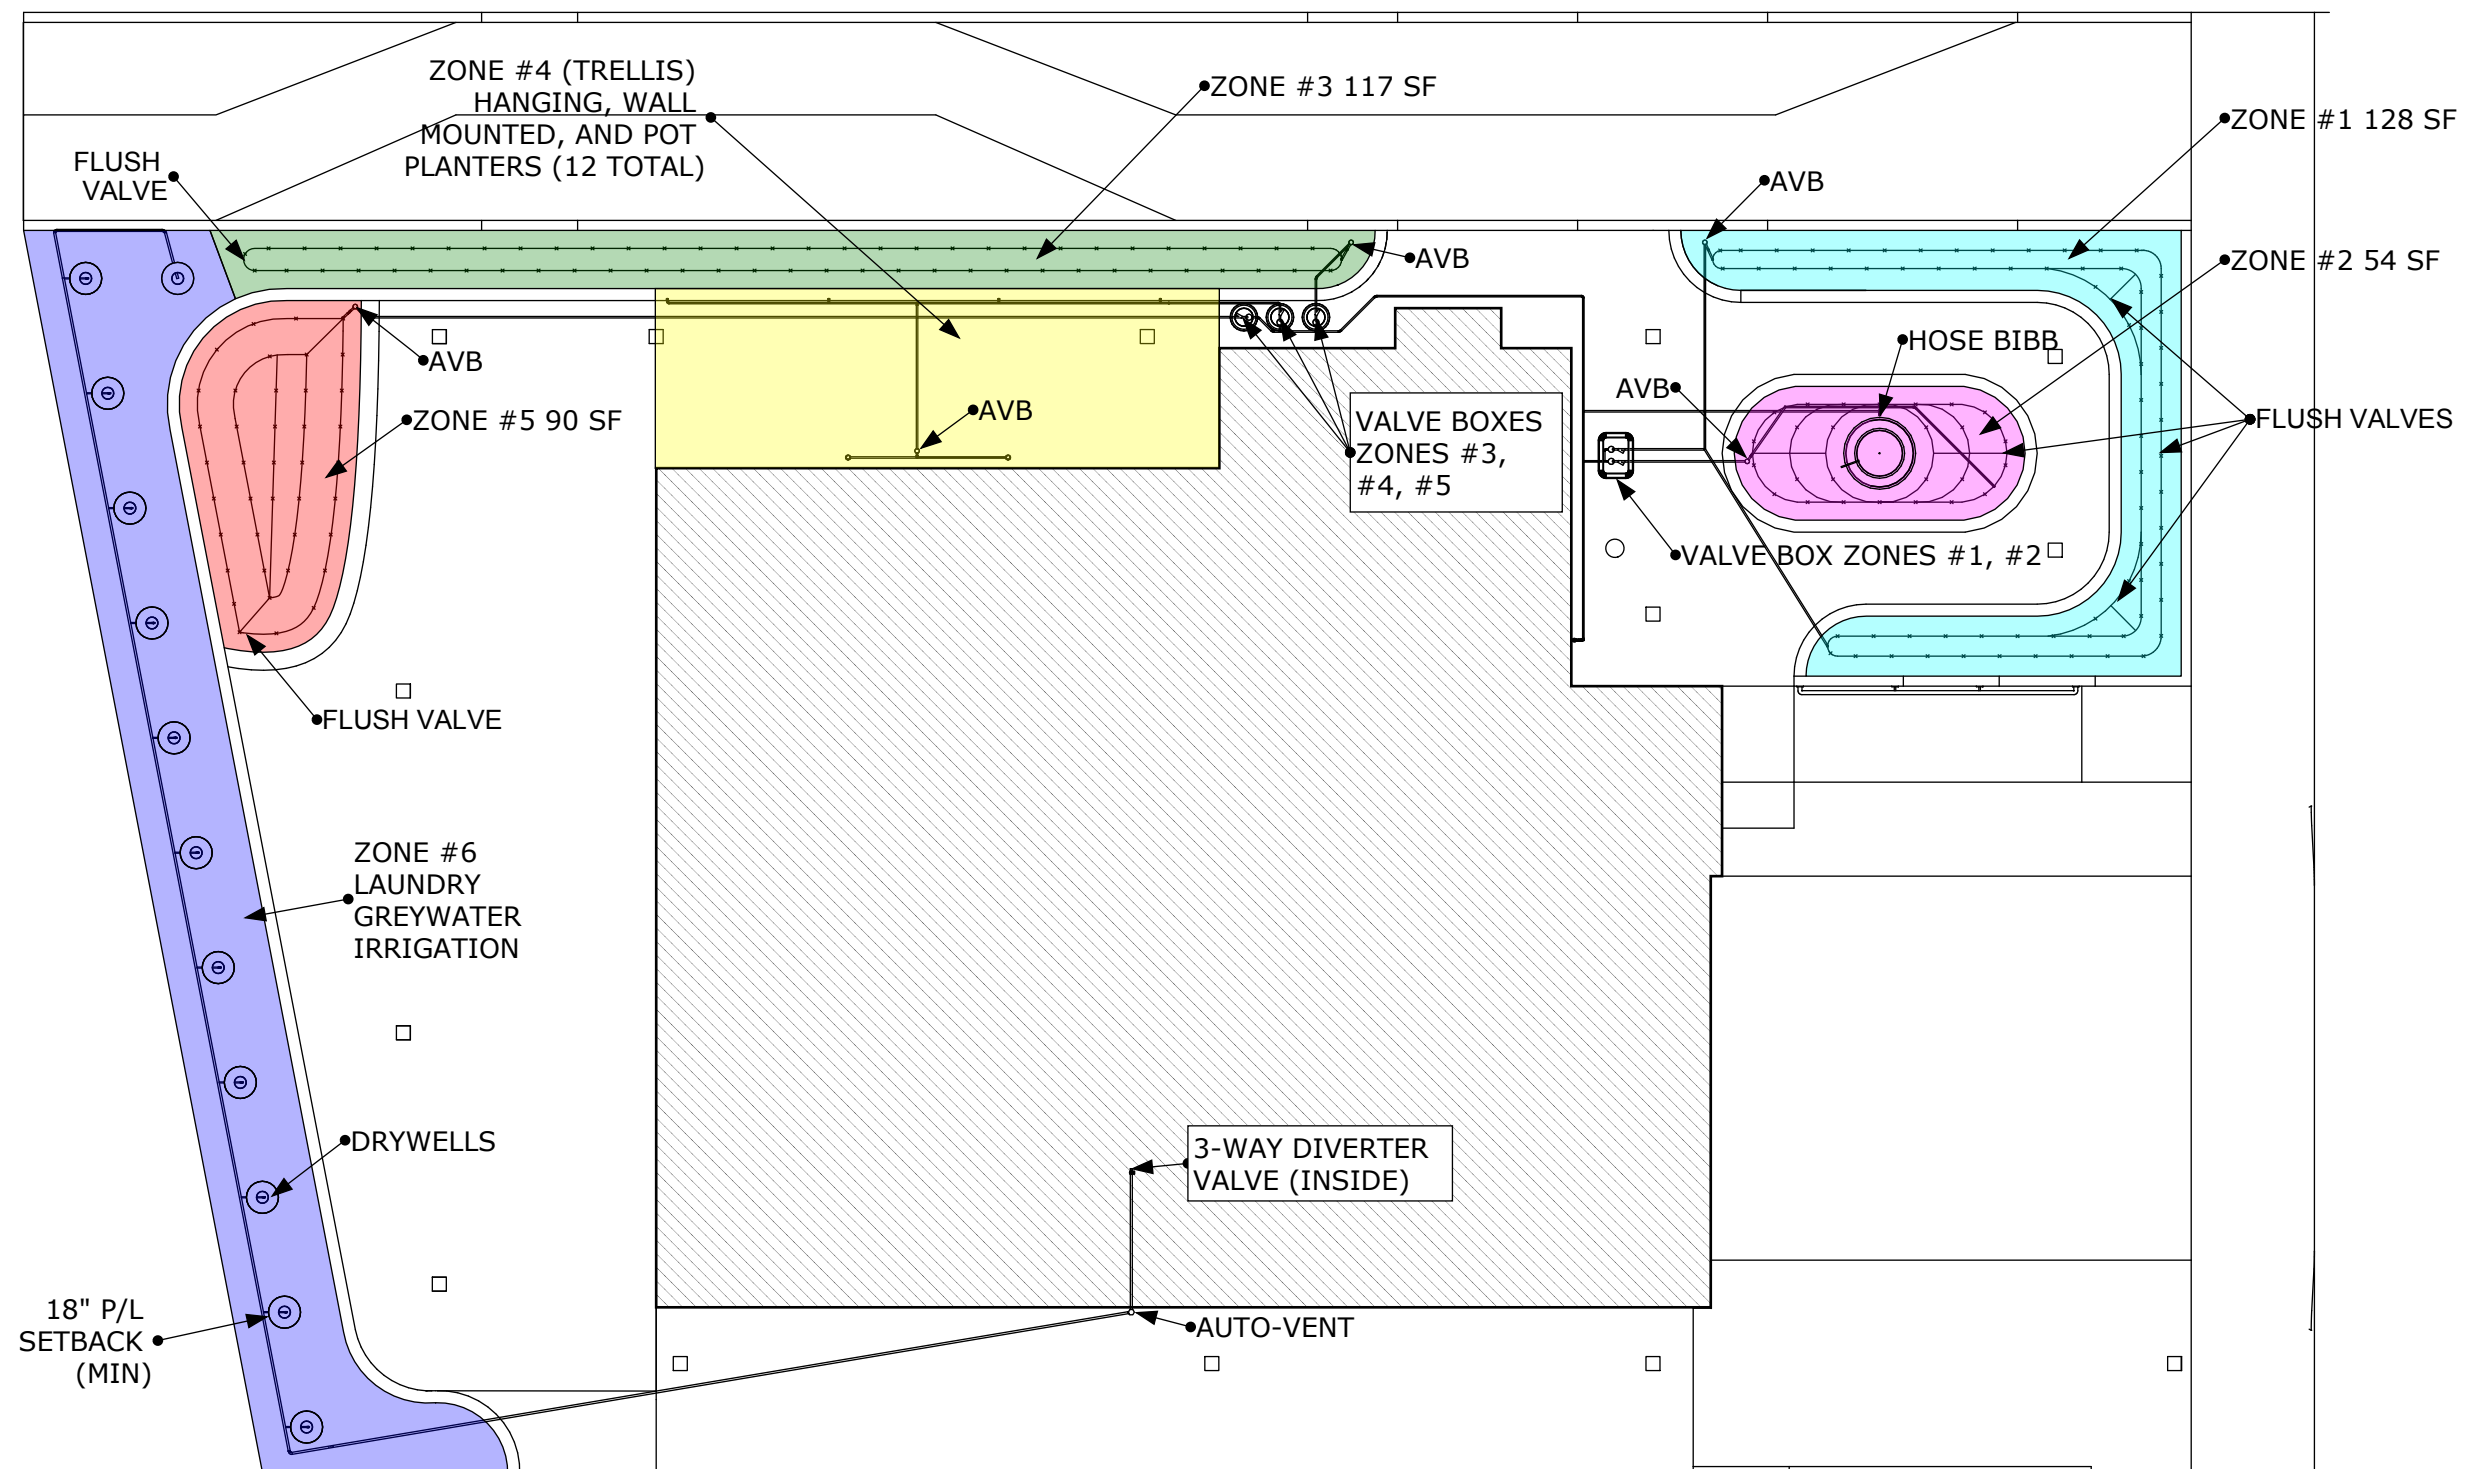 ZONE #4 (TRELLIS)
HANGING, WALL
MOUNTED, AND POT
PLANTERS (12 TOTAL)
ZONE #3 117 SF
ZONE #1 128 SF
FLUSH
VALVE
AVB
AVB
ZONE #2 54 SF
HOSE BIBB
AVB
AVB
AVB
ZONE #5 90 SF
VALVE BOXES
ZONES #3,
#4, #5
FLUSH VALVES
VALVE BOX ZONES #1, #2
FLUSH VALVE
ZONE #6
LAUNDRY
GREYWATER
IRRIGATION
DRYWELLS
3-WAY DIVERTER
VALVE (INSIDE)
18" P/L
SETBACK
(MIN)
AUTO-VENT